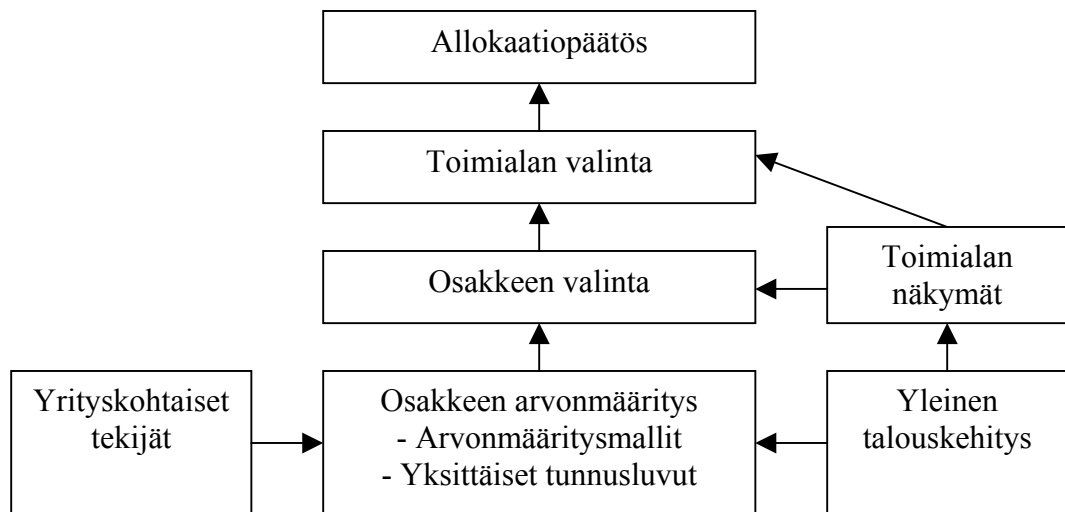 Allokaatiopäätös
Toimialan valinta
Osakkeen valinta
Toimialan
näkymät
Yrityskohtaiset
tekijät
Osakkeen arvonmääritys
- Arvonmääritysmallit
- Yksittäiset tunnusluvut
Yleinen
talouskehitys